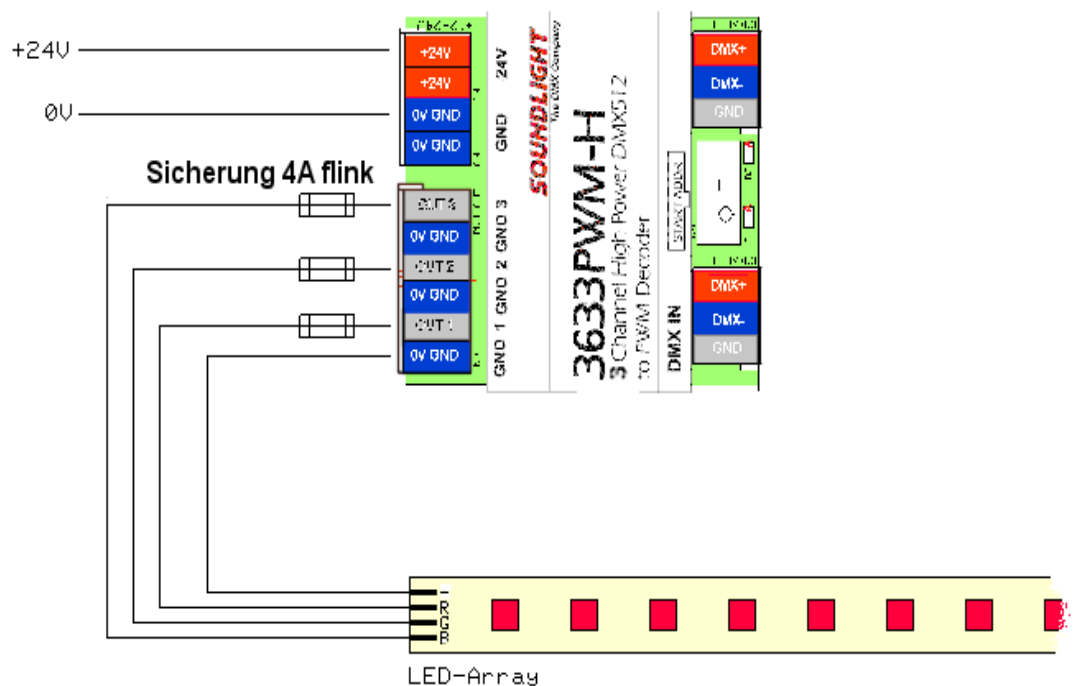 +24V
0V
+24V
+24V
0V GND
0V GND
24V
GND
Sicherung 4A flink
OUT 3
0V GND
OUT 2
0V GND
OUT 1
0V GND
GND 3
GND 2
GND 1
SOUNDLIGHT
The DMX Company
3633PWM-H
3 Channel High Power DMX512
to PWM Decoder
START ADDR
DMX IN
DMX+
DMX-
GND
DMX+
DMX-
GND
R
G
B
LED-Array